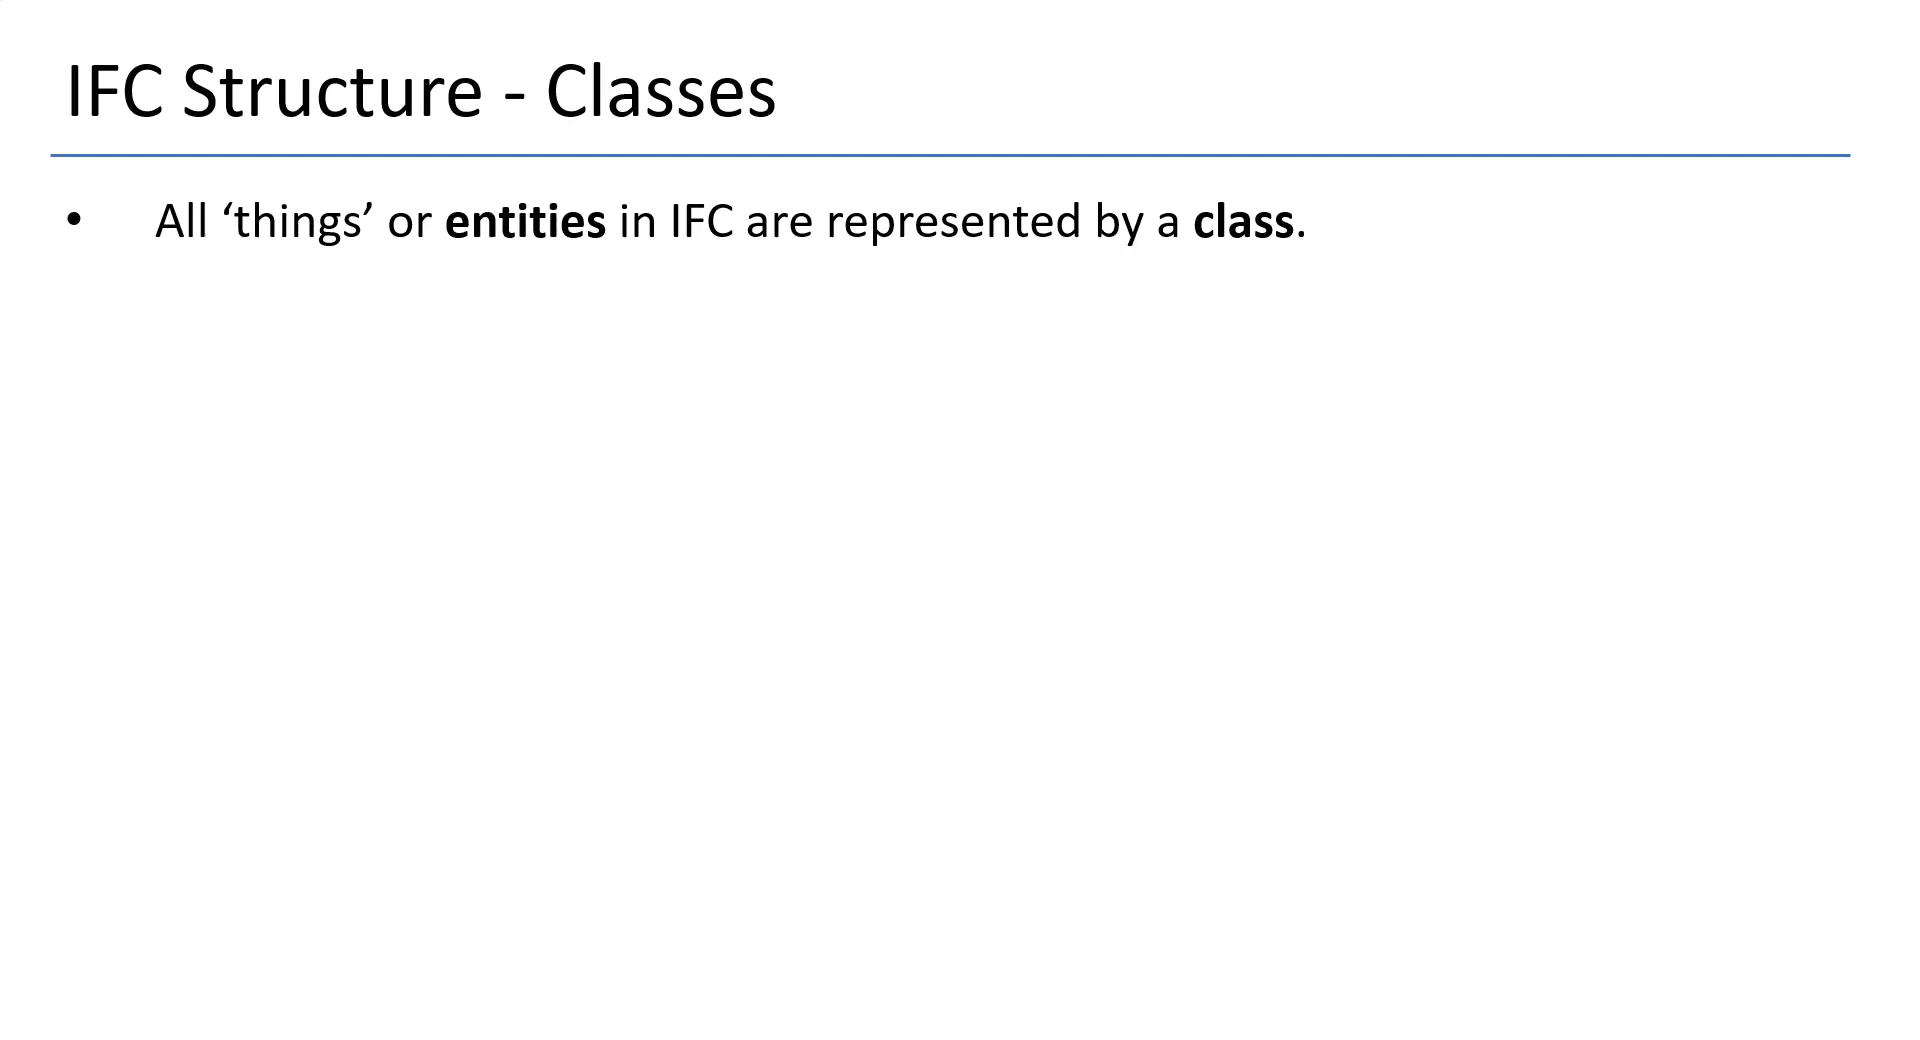 IFC Structure - Classes
• All ‘things’ or entities in IFC are represented by a class.